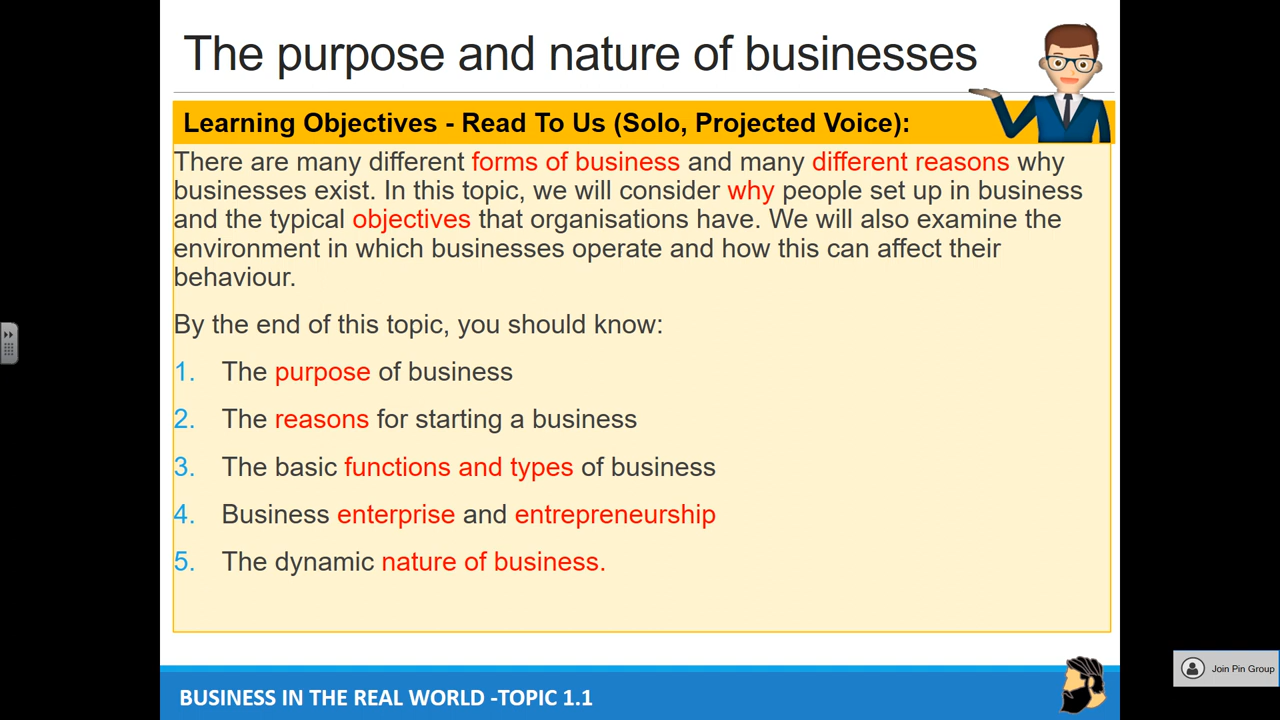 The purpose and nature of businesses
Learning Objectives - Read To Us (Solo, Projected Voice):
There are many different forms of business and many different reasons why
businesses exist. In this topic, we will consider why people set up in business
and the typical objectives that organisations have. We will also examine the
environment in which businesses operate and how this can affect their
behaviour.
By the end of this topic, you should know:
1. The purpose of business
2. The reasons for starting a business
3. The basic functions and types of business
4. Business enterprise and entrepreneurship
5. The dynamic nature of business.
Join Pin Group
BUSINESS IN THE REAL WORLD -TOPIC 1.1